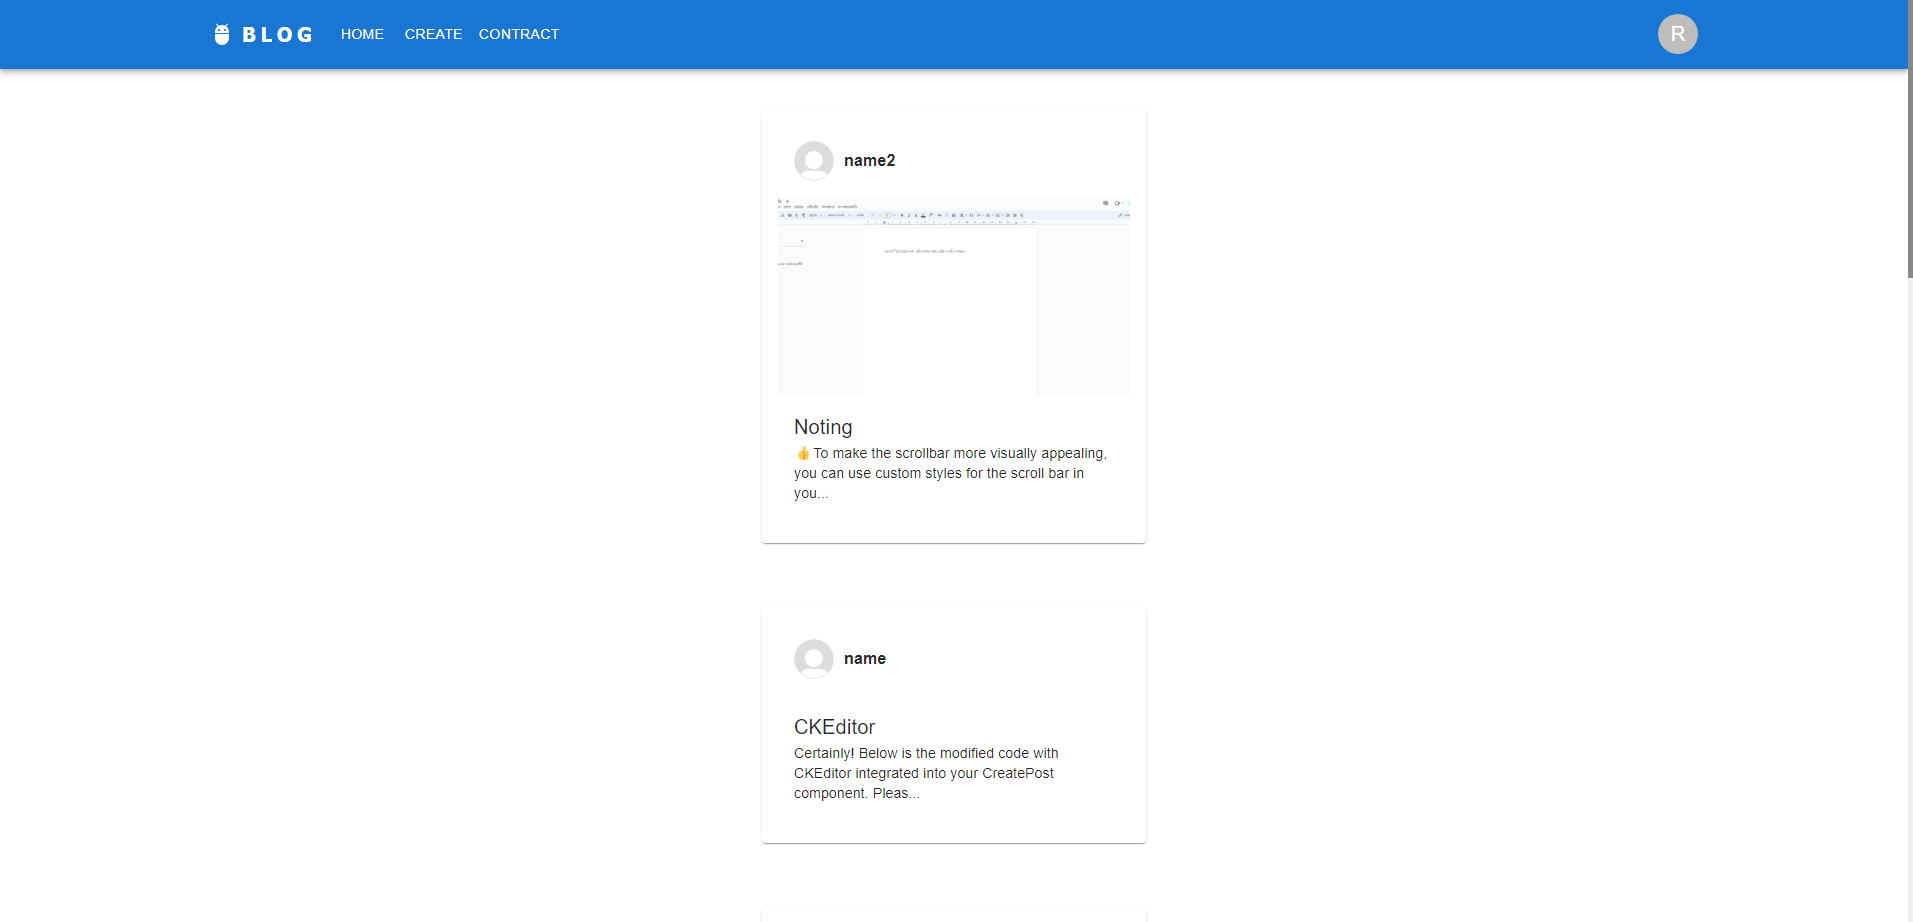 BLOG HOME CREATE CONTRACT R
name2
Noting
👍 To make the scrollbar more visually appealing,
you can use custom styles for the scroll bar in
you...
name
CKEditor
Certainly! Below is the modified code with
CKEditor integrated into your CreatePost
component. Pleas...